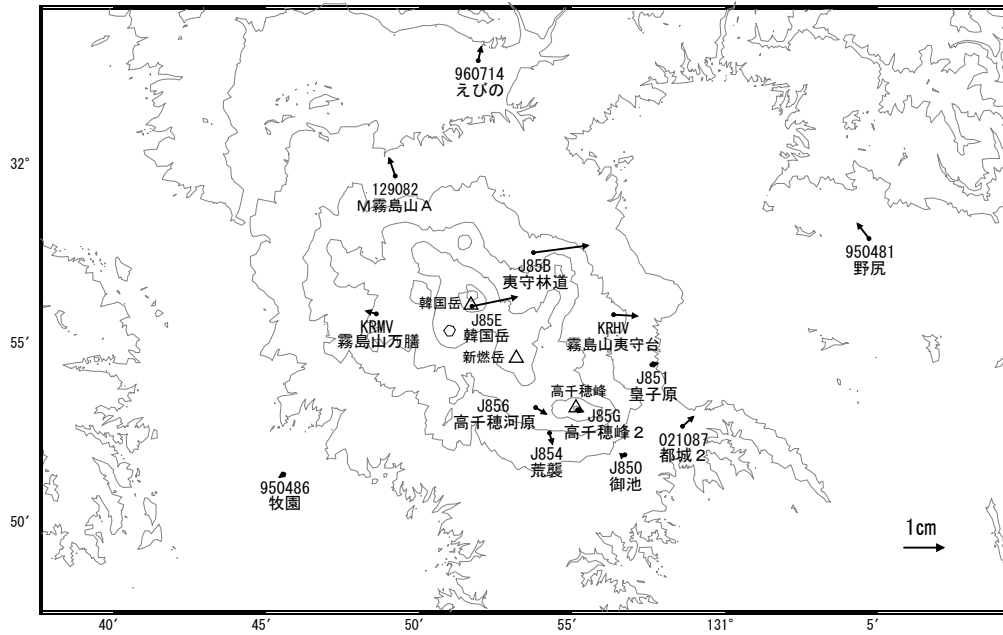 960714
えびの
32°
129082
M霧島山A
950481
野尻
J85B
夷守林道
韓国岳
J85E
韓国岳
KRMV
霧島山万膳
KRHV
霧島山夷守台
55′
新燃岳
J851
皇子原
高千穂峰
J856
高千穂河原
J85G
高千穂峰2
021087
都城2
J854
荒襲
J850
御池
950486
牧園
50′
1cm
40′
45′
50′
55′
131°
5′